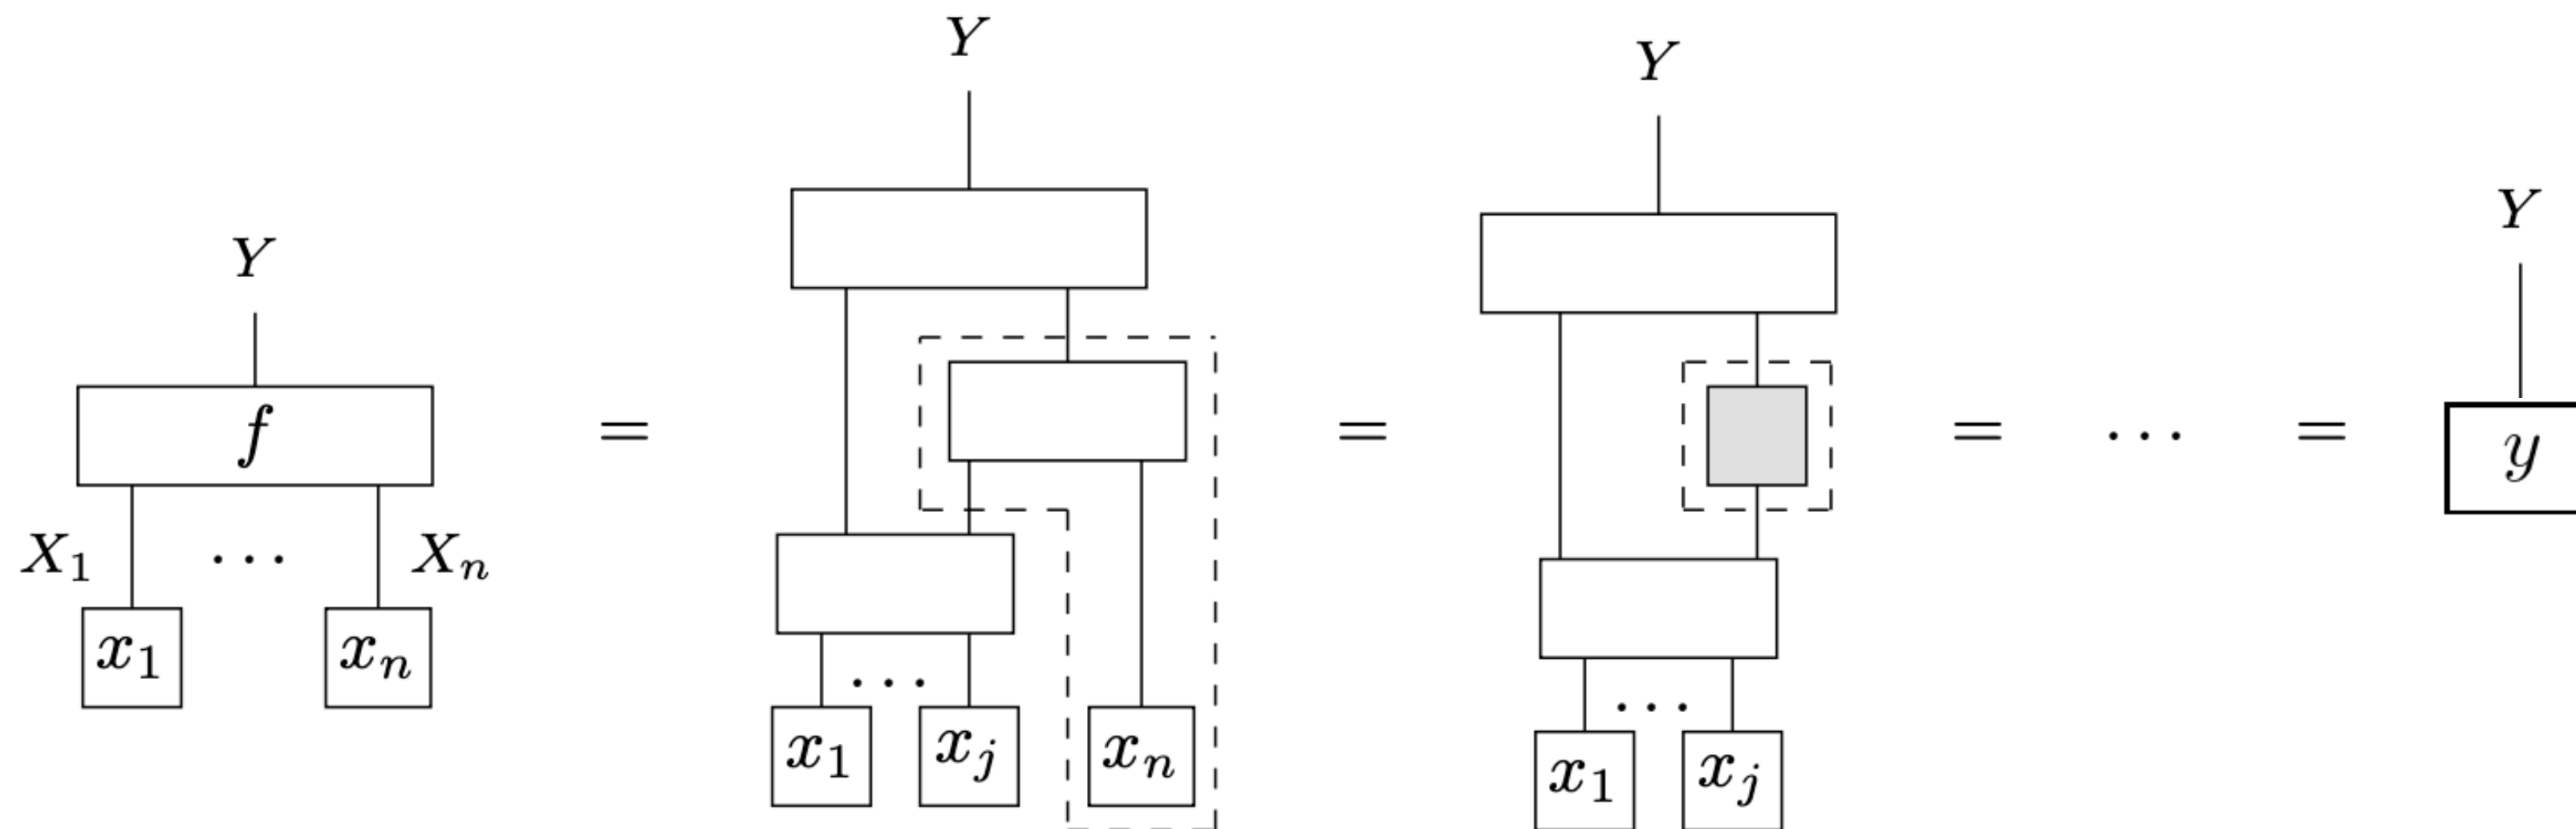 Y
f
X₁ ⋯ Xₙ
x₁ xₙ
=
Y
⋯
x₁ xⱼ xₙ
=
Y
⋯
x₁ xⱼ
= ⋯ =
Y
y